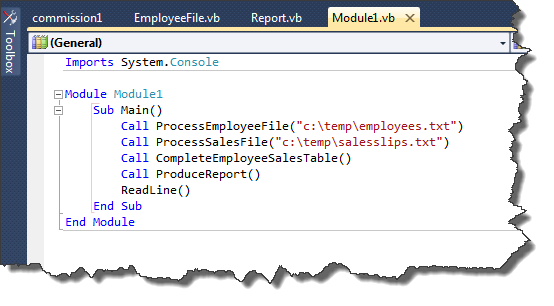 commission1 EmployeeFile.vb Report.vb Module1.vb
Toolbox
(General)
Imports System.Console
Module Module1
Sub Main()
Call ProcessEmployeeFile("c:\temp\employees.txt")
Call ProcessSalesFile("c:\temp\salesslips.txt")
Call CompleteEmployeeSalesTable()
Call ProduceReport()
ReadLine()
End Sub
End Module